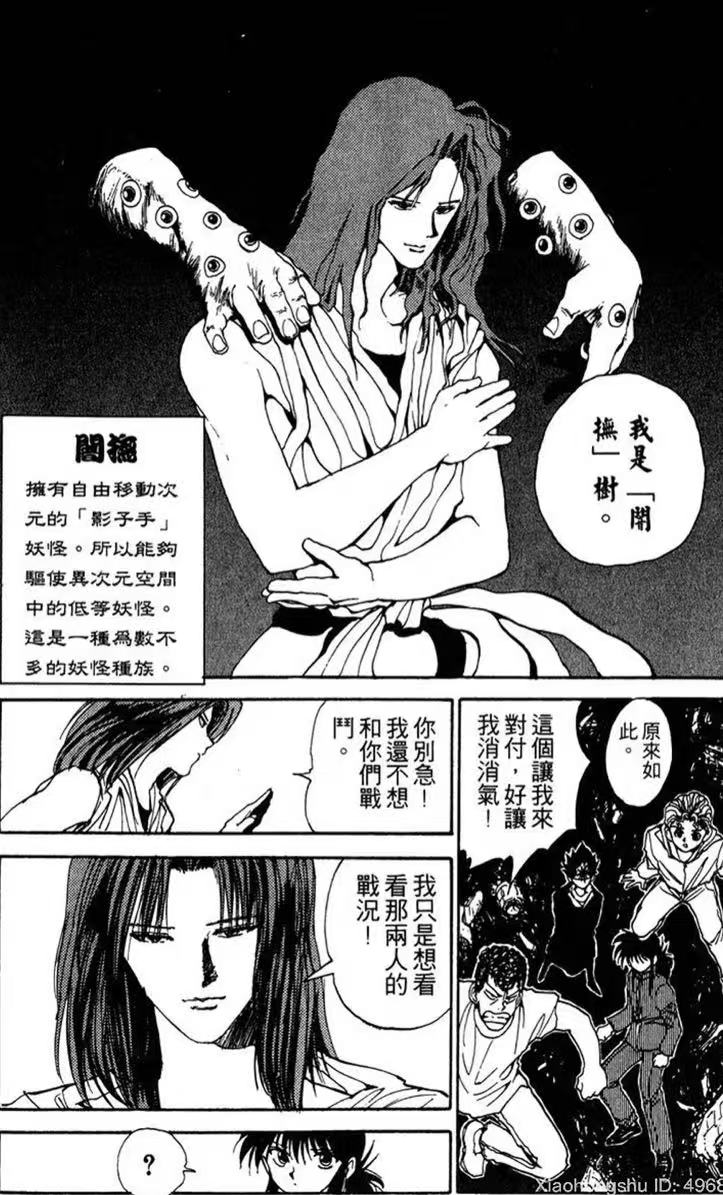 我是「闇
撫」樹。
闇撫
擁有自由移動次
元的「影子手」
妖怪。所以能夠
驅使異次元空間
中的低等妖怪。
這是一種為數不
多的妖怪種族。
原來如
此。
這個讓我來
對付，好讓
我消消氣！
你別急！
我還不想
和你們戰
鬥。
我只是想看
看那兩人的
戰況！
？
Xiaohongshu ID: 4968